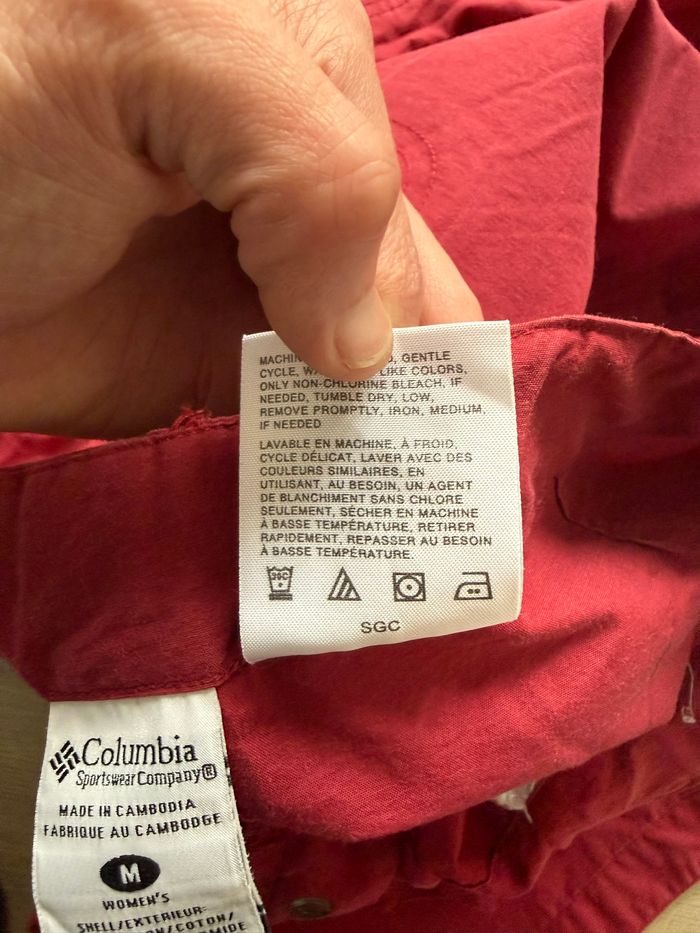 MACHIN , GENTLE
CYCLE, LIKE COLORS,
ONLY NON-CHLORINE BLEACH, IF
NEEDED, TUMBLE DRY, LOW,
REMOVE PROMPTLY, IRON, MEDIUM,
IF NEEDED
LAVABLE EN MACHINE, À FROID,
CYCLE DÉLICAT, LAVER AVEC DES
COULEURS SIMILAIRES, EN
UTILISANT, AU BESOIN, UN AGENT
DE BLANCHIMENT SANS CHLORE
SEULEMENT, SÉCHER EN MACHINE
À BASSE TEMPÉRATURE, RETIRER
RAPIDEMENT, REPASSER AU BESOIN
À BASSE TEMPÉRATURE.
30C
SGC
Columbia
Sportswear Company®
MADE IN CAMBODIA
FABRIQUE AU CAMBODGE
M
WOMEN'S
SHELL/EXTERIEUR:
/COTON/